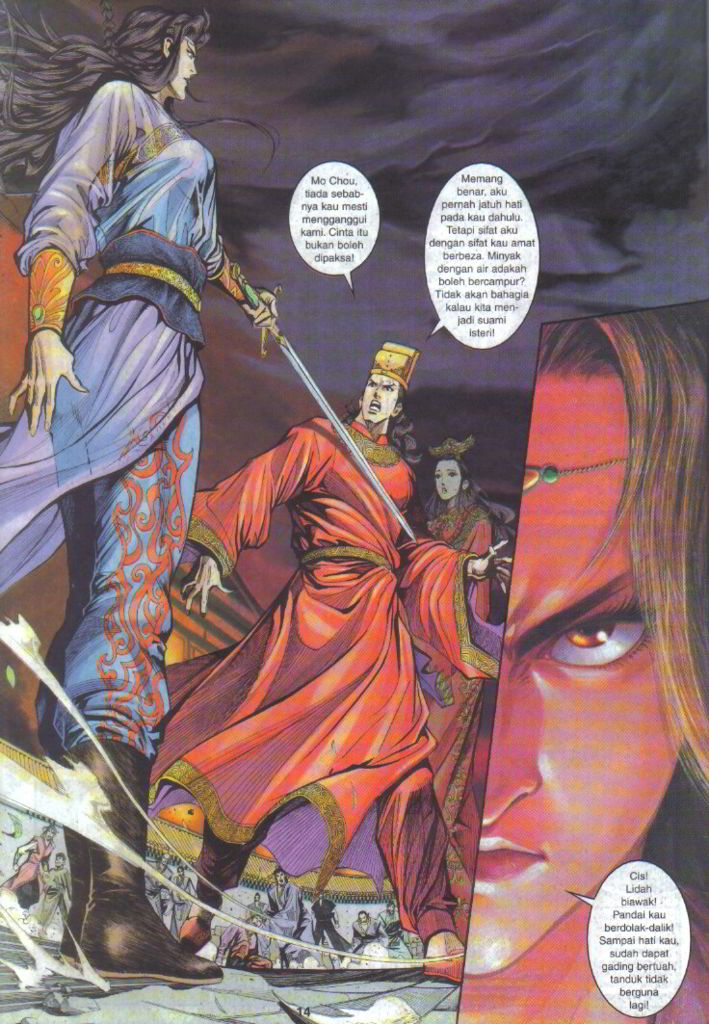 Mo Chou,
tiada sebab-
nya kau mesti
mengganggui
kami. Cinta itu
bukan boleh
dipaksa!
Memang
benar, aku
pernah jatuh hati
pada kau dahulu.
Tetapi sifat aku
dengan sifat kau amat
berbeza. Minyak
dengan air adakah
boleh bercampur?
Tidak akan bahagia
kalau kita men-
jadi suami
isteri!
Cis!
Lidah
biawak!
Pandai kau
berdolak-dalik!
Sampai hati kau,
sudah dapat
gading bertuah,
tanduk tidak
berguna
lagi!
14